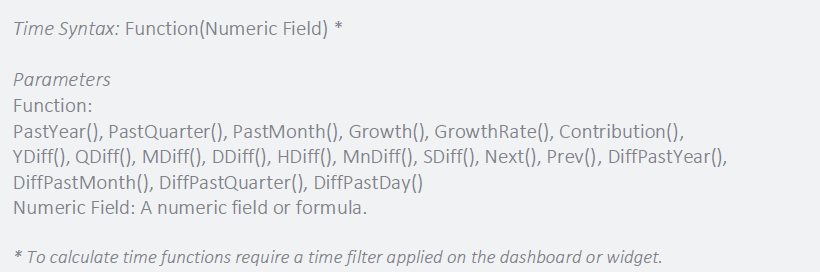 Time Syntax: Function(Numeric Field) *
Parameters
Function:
PastYear(), PastQuarter(), PastMonth(), Growth(), GrowthRate(), Contribution(),
YDiff(), QDiff(), MDiff(), DDiff(), HDiff(), MnDiff(), SDiff(), Next(), Prev(), DiffPastYear(),
DiffPastMonth(), DiffPastQuarter(), DiffPastDay()
Numeric Field: A numeric field or formula.
* To calculate time functions require a time filter applied on the dashboard or widget.